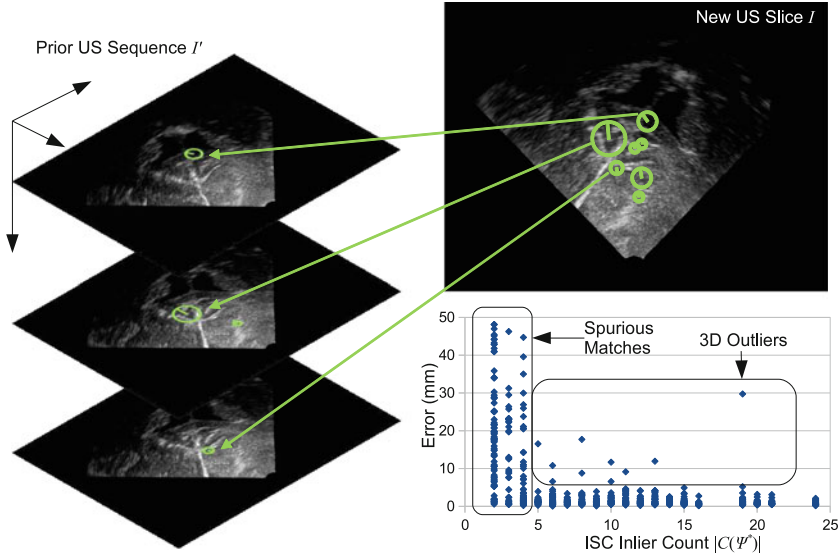 Prior US Sequence I'
New US Slice I
Spurious
Matches
3D Outliers
Error (mm)
50
40
30
20
10
0
0 5 10 15 20 25
ISC Inlier Count |C(Ψ*)|